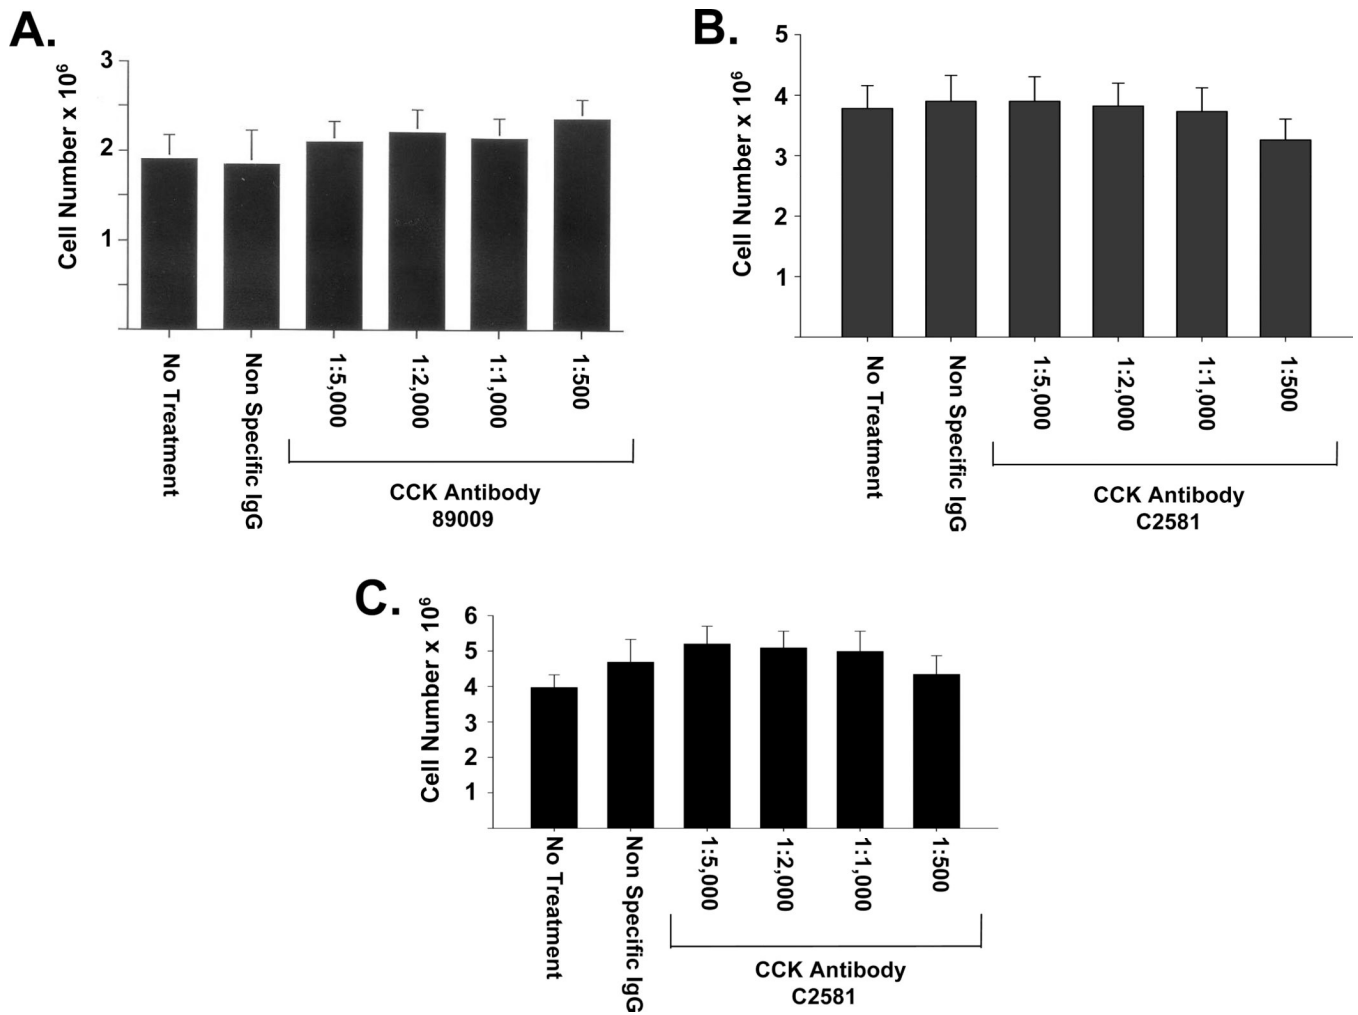 A.
Cell Number x 10⁶
3
2
1
No Treatment
Non Specific IgG
1:5,000
1:2,000
1:1,000
1:500
CCK Antibody
89009
B.
Cell Number x 10⁶
5
4
3
2
1
No Treatment
Non Specific IgG
1:5,000
1:2,000
1:1,000
1:500
CCK Antibody
C2581
C.
Cell Number x 10⁶
6
5
4
3
2
1
No Treatment
Non Specific IgG
1:5,000
1:2,000
1:1,000
1:500
CCK Antibody
C2581